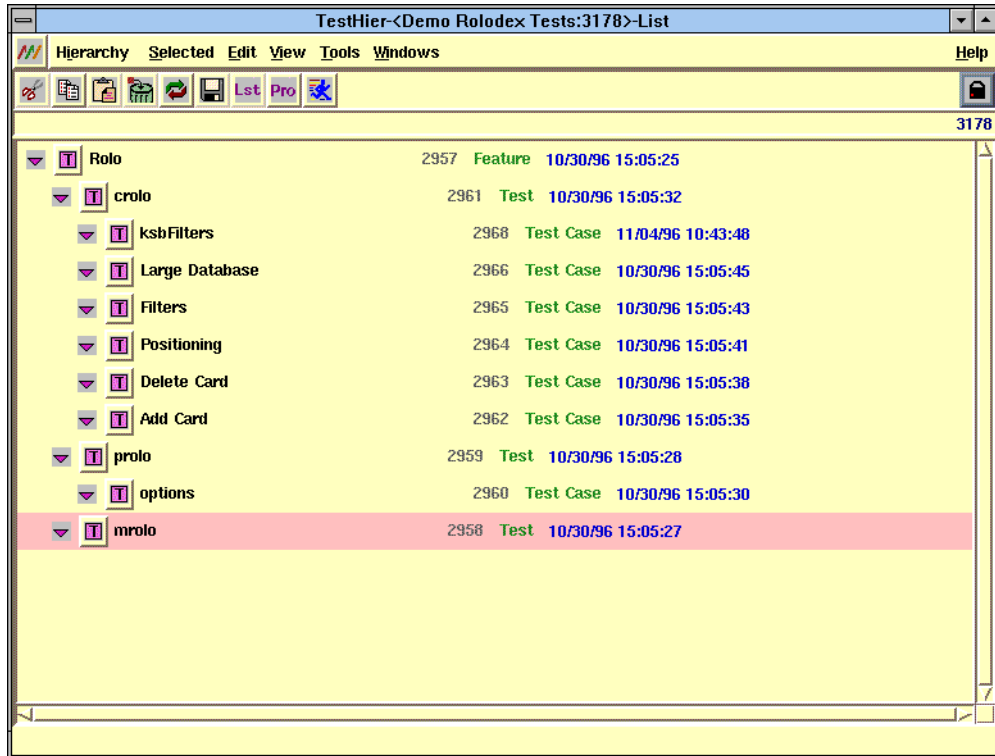 TestHier-<Demo Rolodex Tests:3178>-List
Hierarchy Selected Edit View Tools Windows Help
Lst Pro
3178
T Rolo 2957 Feature 10/30/96 15:05:25
T crolo 2961 Test 10/30/96 15:05:32
T ksbFilters 2968 Test Case 11/04/96 10:43:48
T Large Database 2966 Test Case 10/30/96 15:05:45
T Filters 2965 Test Case 10/30/96 15:05:43
T Positioning 2964 Test Case 10/30/96 15:05:41
T Delete Card 2963 Test Case 10/30/96 15:05:38
T Add Card 2962 Test Case 10/30/96 15:05:35
T prolo 2959 Test 10/30/96 15:05:28
T options 2960 Test Case 10/30/96 15:05:30
T mrolo 2958 Test 10/30/96 15:05:27